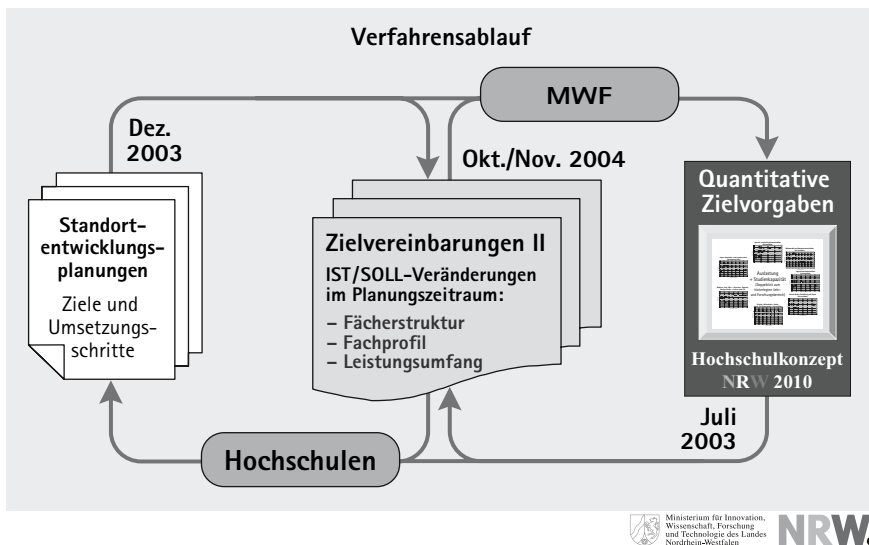 Verfahrensablauf
MWF
Dez.
2003
Okt./Nov. 2004
Standort-
entwicklungs-
planungen
Ziele und
Umsetzungs-
schritte
Zielvereinbarungen II
IST/SOLL-Veränderungen
im Planungszeitraum:
– Fächerstruktur
– Fachprofil
– Leistungsumfang
Quantitative
Zielvorgaben
Auslastung
Hochschulkonzept
NRW 2010
Juli
2003
Hochschulen
Ministerium für Innovation,
Wissenschaft, Forschung
und Technologie des Landes
Nordrhein-Westfalen
NRW.